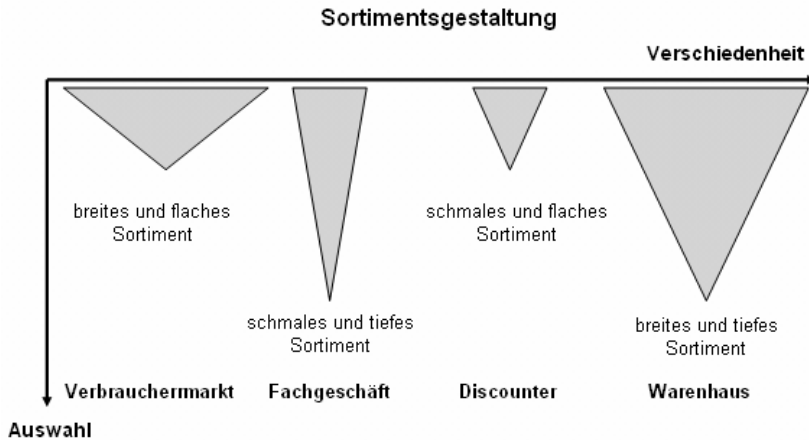 Sortimentsgestaltung
Verschiedenheit
breites und flaches
Sortiment
schmales und tiefes
Sortiment
schmales und flaches
Sortiment
breites und tiefes
Sortiment
Verbrauchermarkt
Fachgeschäft
Discounter
Warenhaus
Auswahl